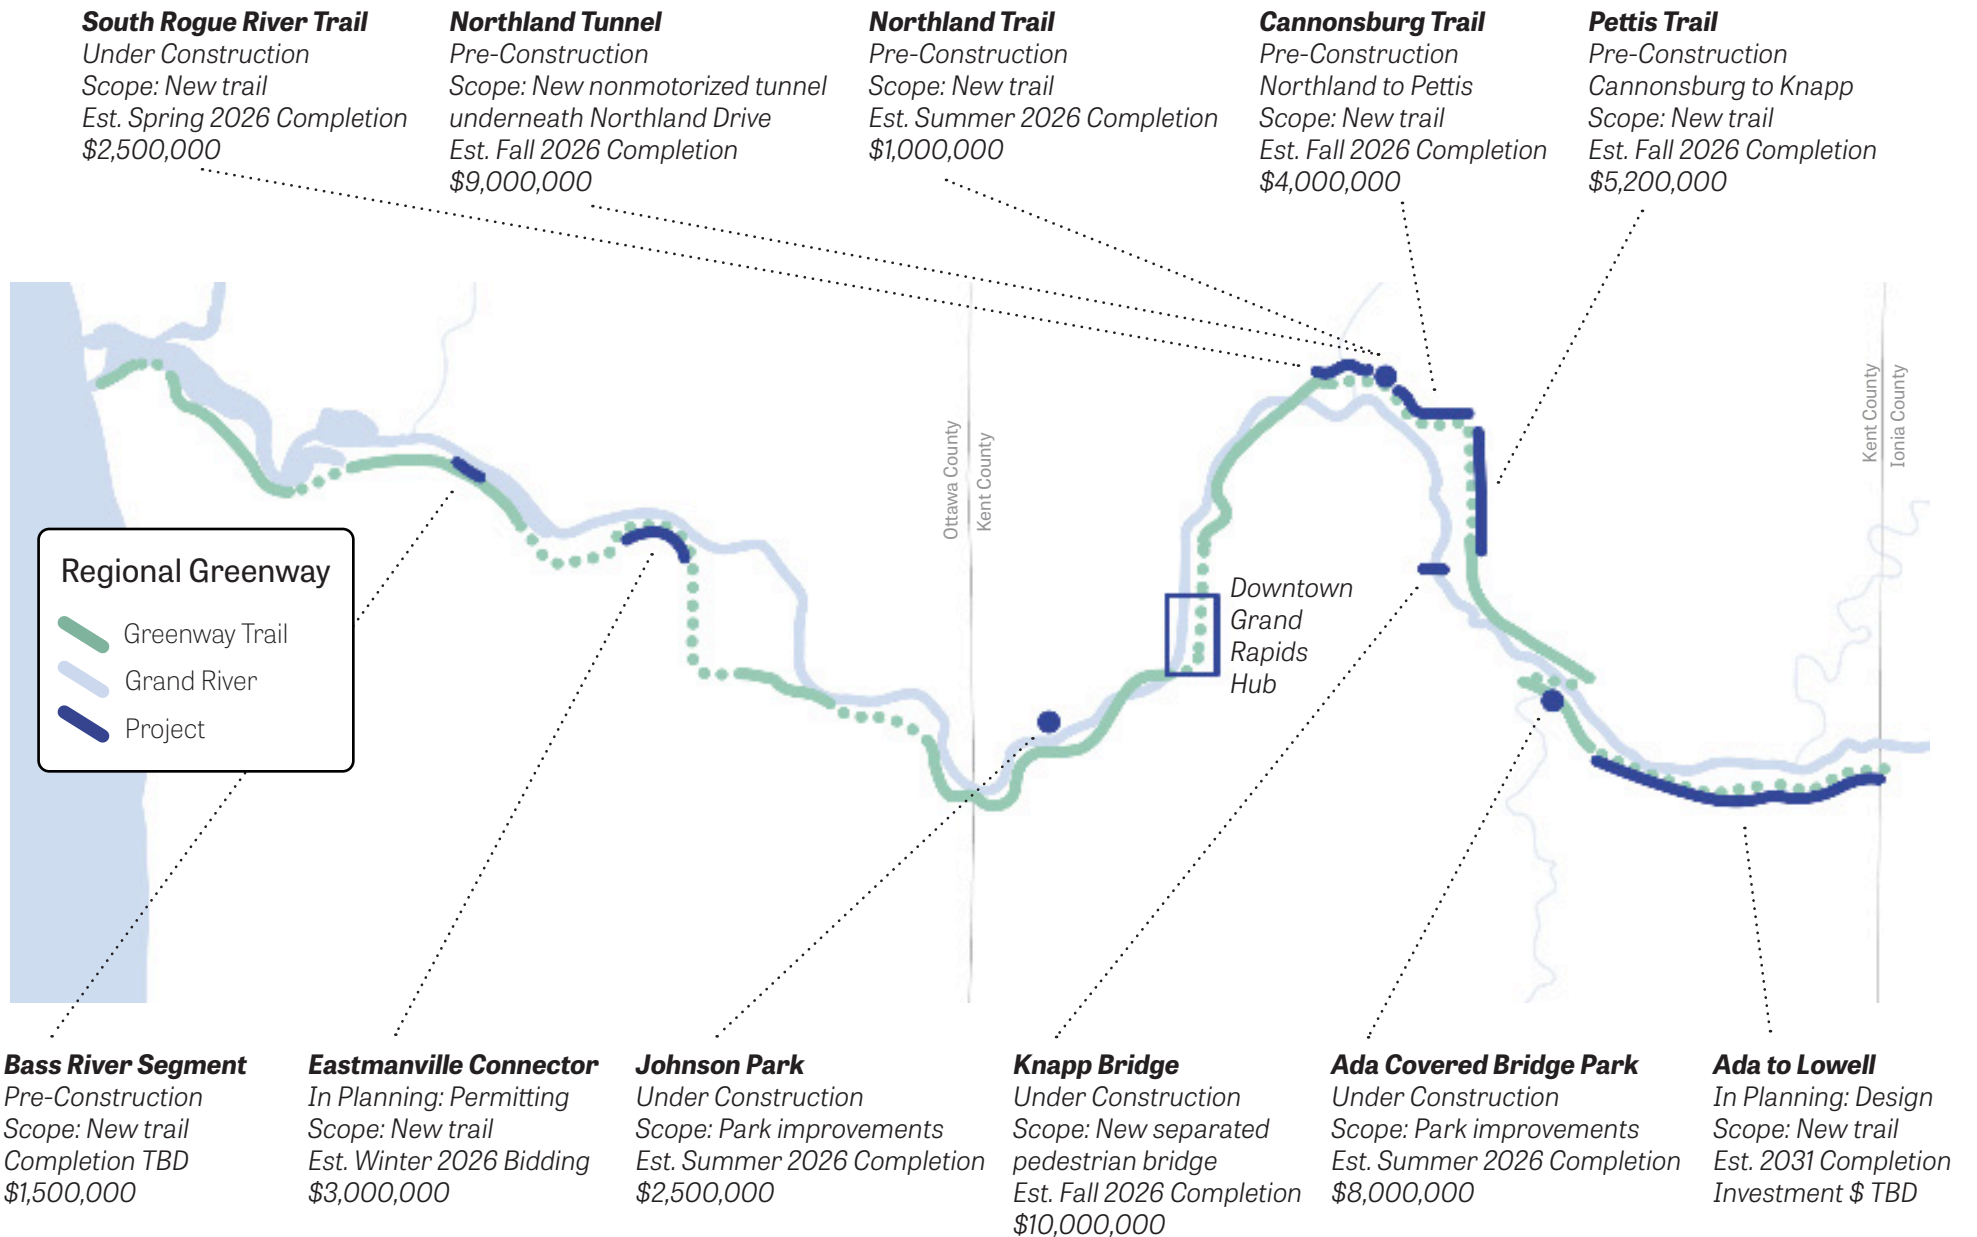 South Rogue River Trail
Under Construction
Scope: New trail
Est. Spring 2026 Completion
$2,500,000
Northland Tunnel
Pre-Construction
Scope: New nonmotorized tunnel
underneath Northland Drive
Est. Fall 2026 Completion
$9,000,000
Northland Trail
Pre-Construction
Scope: New trail
Est. Summer 2026 Completion
$1,000,000
Cannonsburg Trail
Pre-Construction
Northland to Pettis
Scope: New trail
Est. Fall 2026 Completion
$4,000,000
Pettis Trail
Pre-Construction
Cannonsburg to Knapp
Scope: New trail
Est. Fall 2026 Completion
$5,200,000
Ottawa County
Kent County
Kent County
Ionia County
Regional Greenway
Greenway Trail
Grand River
Project
Downtown
Grand
Rapids
Hub
Bass River Segment
Pre-Construction
Scope: New trail
Completion TBD
$1,500,000
Eastmanville Connector
In Planning: Permitting
Scope: New trail
Est. Winter 2026 Bidding
$3,000,000
Johnson Park
Under Construction
Scope: Park improvements
Est. Summer 2026 Completion
$2,500,000
Knapp Bridge
Under Construction
Scope: New separated
pedestrian bridge
Est. Fall 2026 Completion
$10,000,000
Ada Covered Bridge Park
Under Construction
Scope: Park improvements
Est. Summer 2026 Completion
$8,000,000
Ada to Lowell
In Planning: Design
Scope: New trail
Est. 2031 Completion
Investment $ TBD